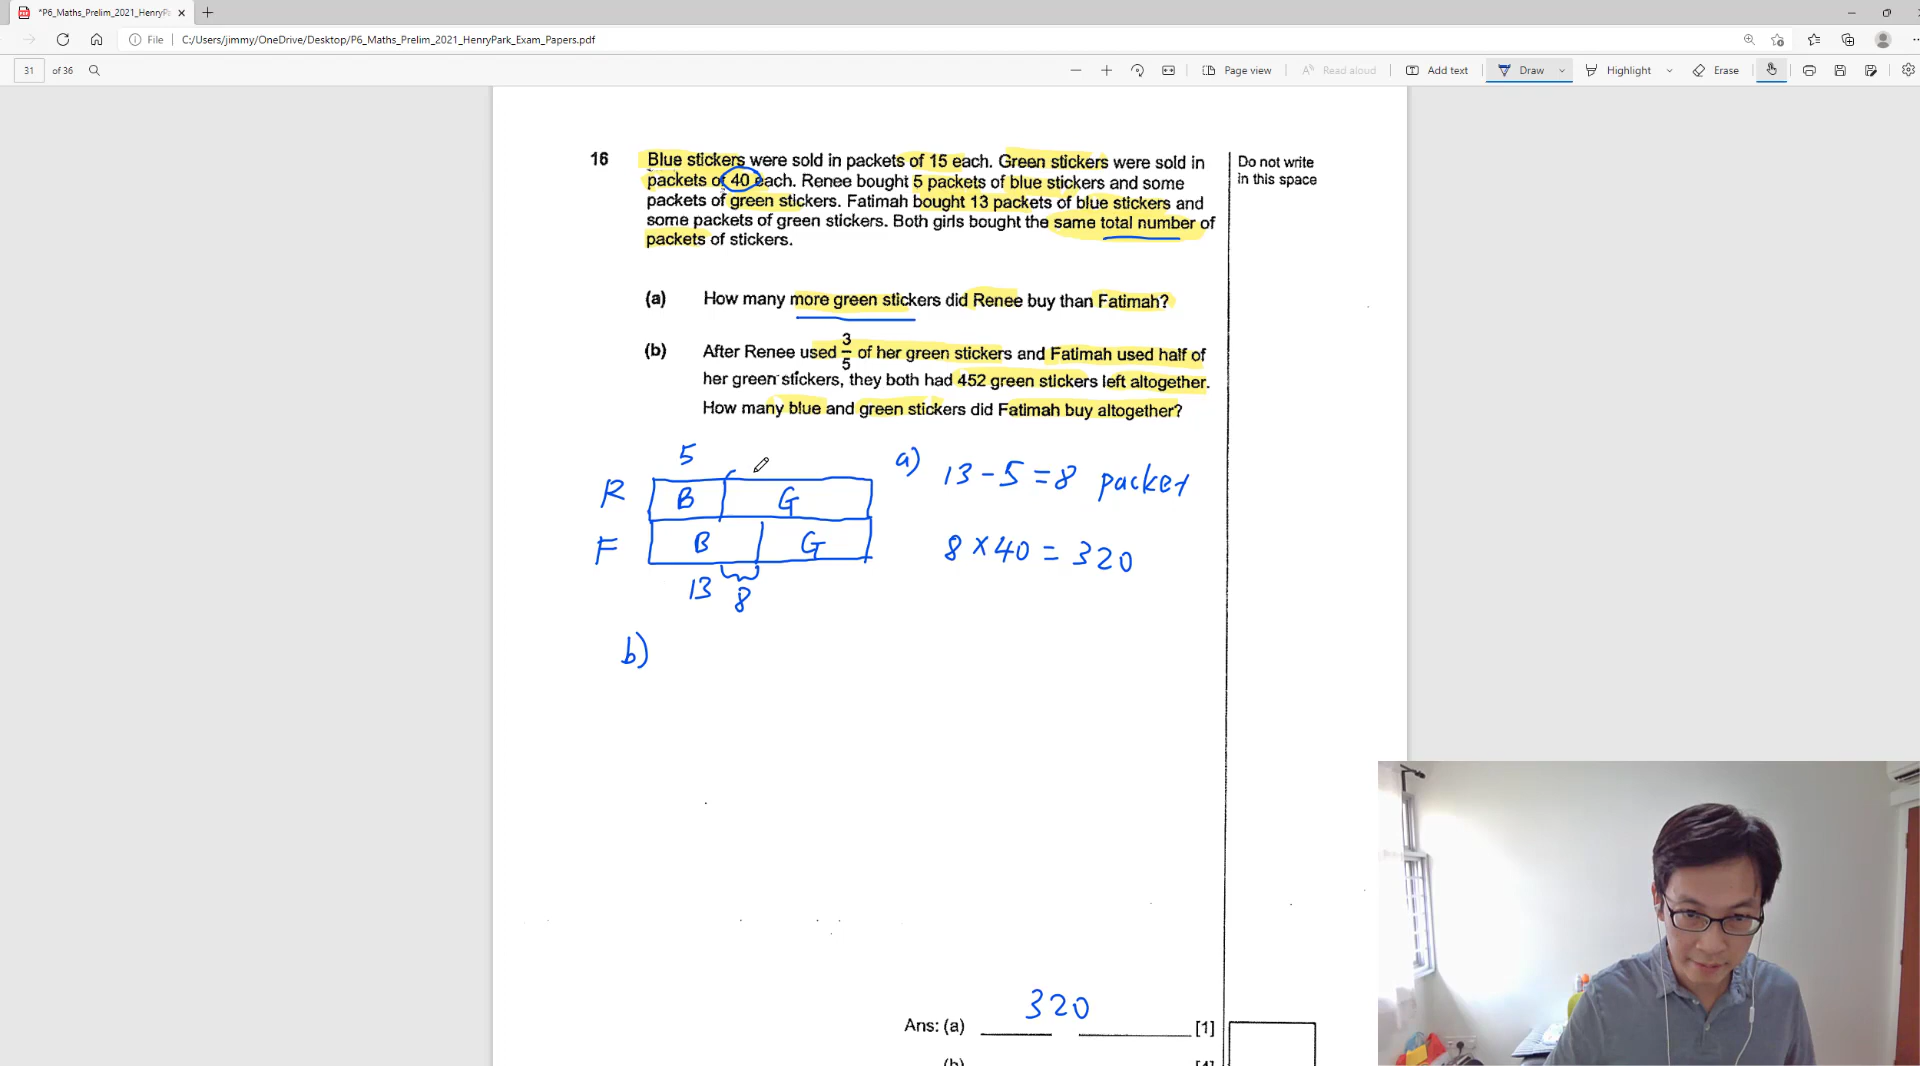 *P6_Maths_Prelim_2021_HenryP
File C:/Users/jimmy/OneDrive/Desktop/P6_Maths_Prelim_2021_HenryPark_Exam_Papers.pdf
31 of 36 Page view Read aloud Add text Draw Highlight Erase
16 Blue stickers were sold in packets of 15 each. Green stickers were sold in
packets of 40 each. Renee bought 5 packets of blue stickers and some
packets of green stickers. Fatimah bought 13 packets of blue stickers and
some packets of green stickers. Both girls bought the same total number of
packets of stickers.
Do not write
in this space
(a) How many more green stickers did Renee buy than Fatimah?
(b) After Renee used 3/5 of her green stickers and Fatimah used half of
her green stickers, they both had 452 green stickers left altogether.
How many blue and green stickers did Fatimah buy altogether?
5
R B G
F B G
13 8
a) 13 - 5 = 8 packet
8 × 40 = 320
b)
320
Ans: (a) [1]
(b) [4]